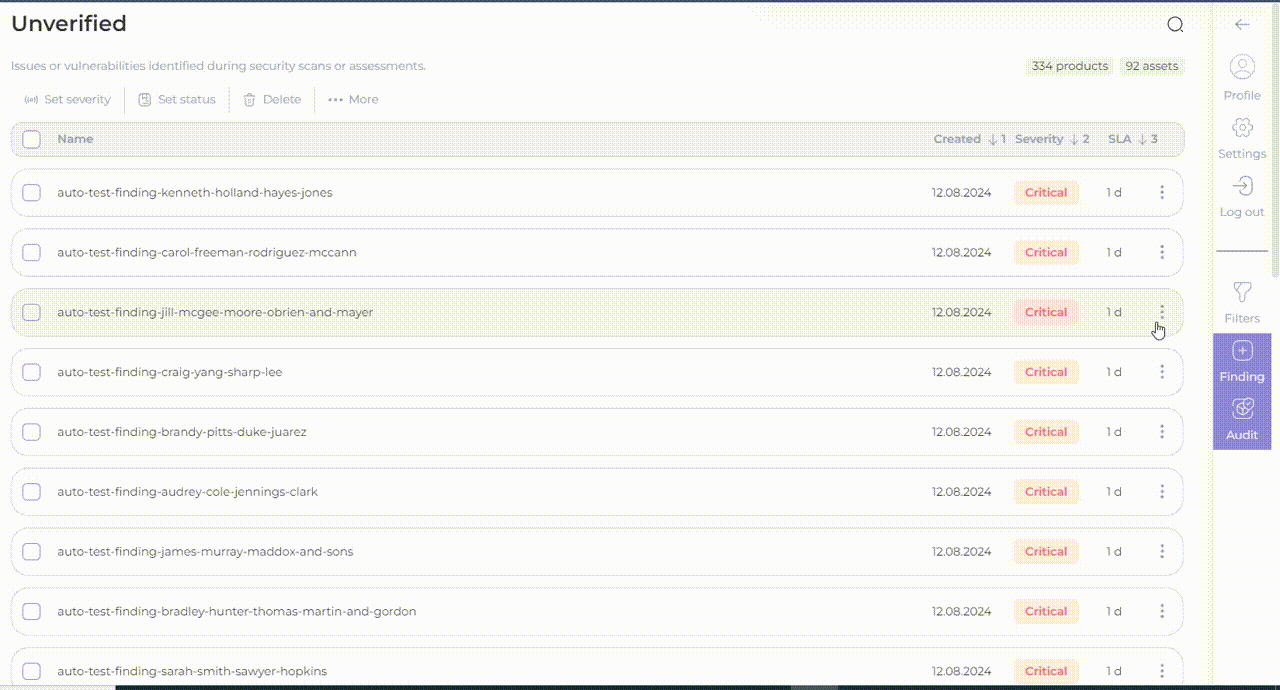 Unverified
Issues or vulnerabilities identified during security scans or assessments.
334 products 92 assets
Set severity Set status Delete More
Name Created 1 Severity 2 SLA 3
auto-test-finding-kenneth-holland-hayes-jones 12.08.2024 Critical 1 d
auto-test-finding-carol-freeman-rodriguez-mccann 12.08.2024 Critical 1 d
auto-test-finding-jill-mcgee-moore-obrien-and-mayer 12.08.2024 Critical 1 d
auto-test-finding-craig-yang-sharp-lee 12.08.2024 Critical 1 d
auto-test-finding-brandy-pitts-duke-juarez 12.08.2024 Critical 1 d
auto-test-finding-audrey-cole-jennings-clark 12.08.2024 Critical 1 d
auto-test-finding-james-murray-maddox-and-sons 12.08.2024 Critical 1 d
auto-test-finding-bradley-hunter-thomas-martin-and-gordon 12.08.2024 Critical 1 d
auto-test-finding-sarah-smith-sawyer-hopkins 12.08.2024 Critical 1 d
Profile
Settings
Log out
Filters
Finding
Audit